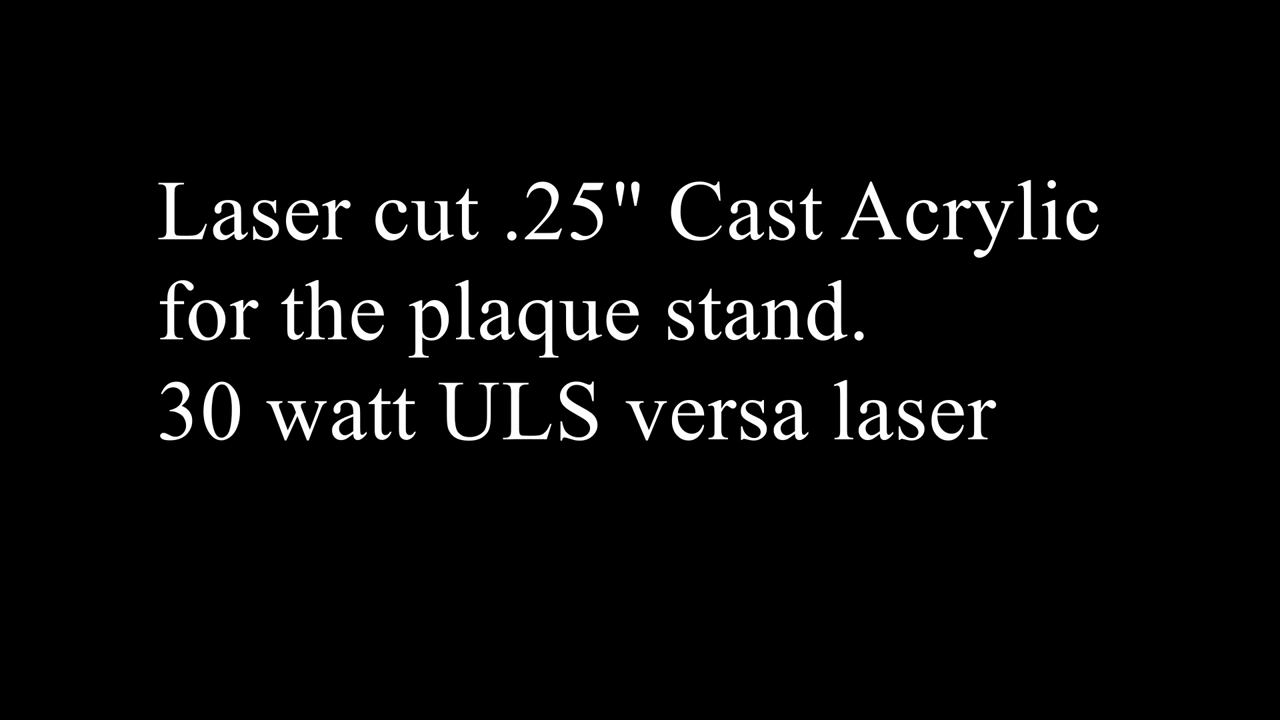 Laser cut .25" Cast Acrylic
for the plaque stand.
30 watt ULS versa laser